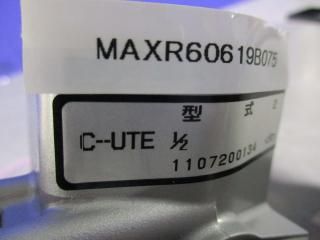 MAXR60619B075
型 式
C--UTE ½
1107200134